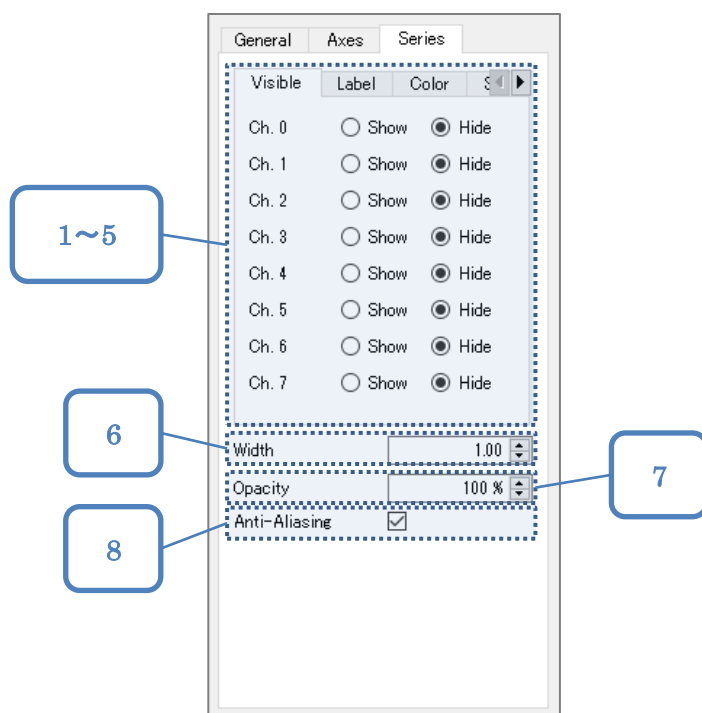 General Axes Series
Visible Label Color
Ch. 0 Show Hide
Ch. 1 Show Hide
Ch. 2 Show Hide
Ch. 3 Show Hide
Ch. 4 Show Hide
Ch. 5 Show Hide
Ch. 6 Show Hide
Ch. 7 Show Hide
1～5
6
Width 1.00
Opacity 100 %
7
Anti-Aliasing
8